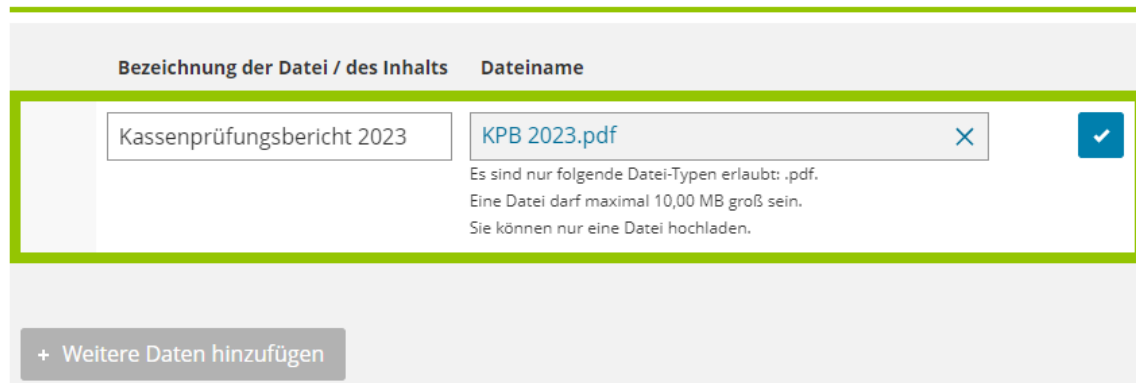 Bezeichnung der Datei / des Inhalts Dateiname
Kassenprüfungsbericht 2023 KPB 2023.pdf
Es sind nur folgende Datei-Typen erlaubt: .pdf.
Eine Datei darf maximal 10,00 MB groß sein.
Sie können nur eine Datei hochladen.
+ Weitere Daten hinzufügen